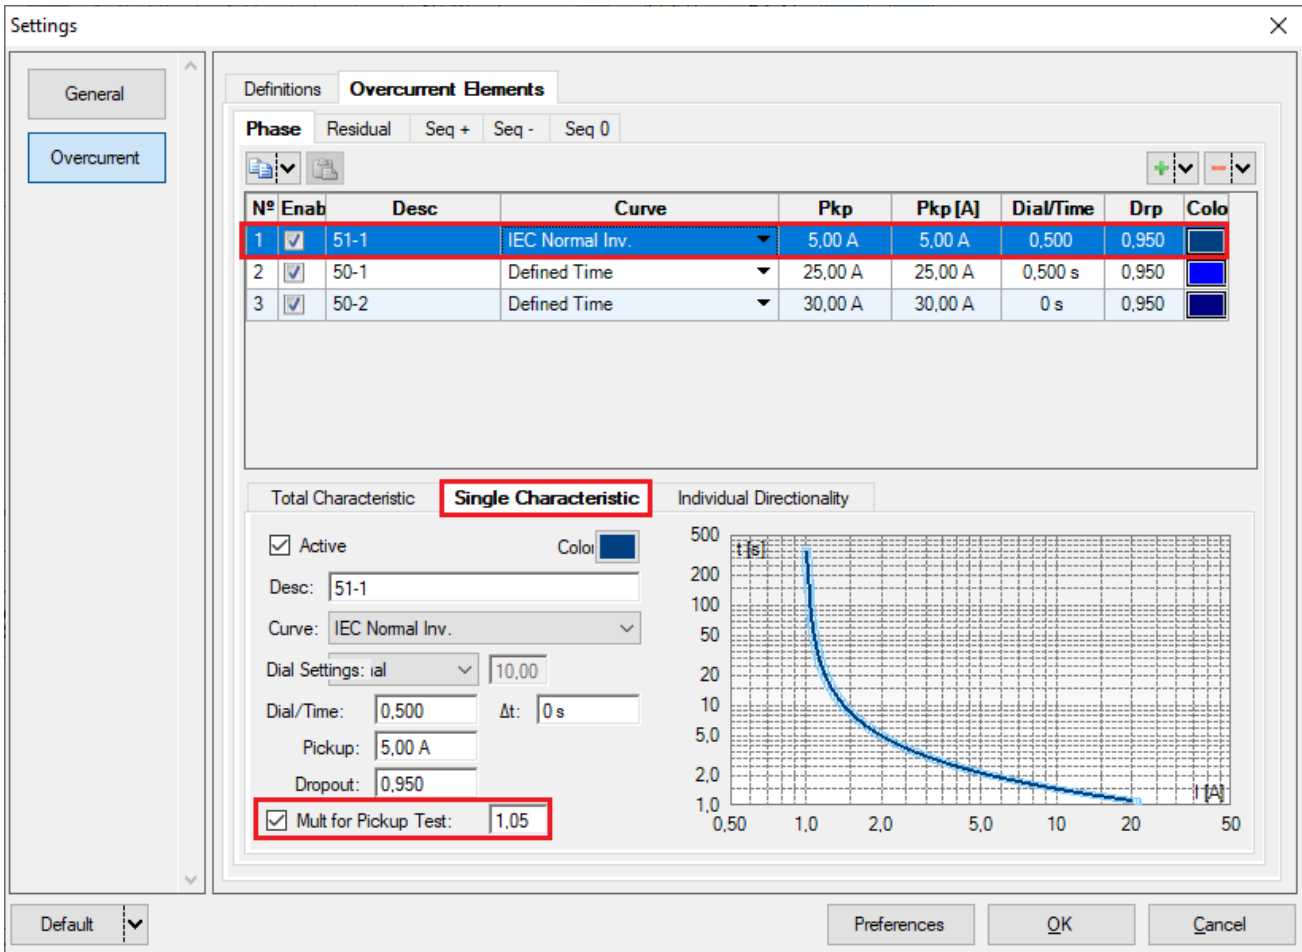 Settings
General
Overcurrent
Definitions Overcurrent Elements
Phase Residual Seq + Seq - Seq 0
Nº Enab Desc Curve Pkp Pkp [A] Dial/Time Drp Colo
1 51-1 IEC Normal Inv. 5,00 A 5,00 A 0,500 0,950
2 50-1 Defined Time 25,00 A 25,00 A 0,500 s 0,950
3 50-2 Defined Time 30,00 A 30,00 A 0 s 0,950
Total Characteristic Single Characteristic Individual Directionality
Active Color
Desc: 51-1
Curve: IEC Normal Inv.
Dial Settings: ıal 10,00
Dial/Time: 0,500 Δt: 0 s
Pickup: 5,00 A
Dropout: 0,950
Mult for Pickup Test: 1,05
t [s]
500
200
100
50
20
10
5,0
2,0
1,0
I [A]
0,50 1,0 2,0 5,0 10 20 50
Default Preferences OK Cancel